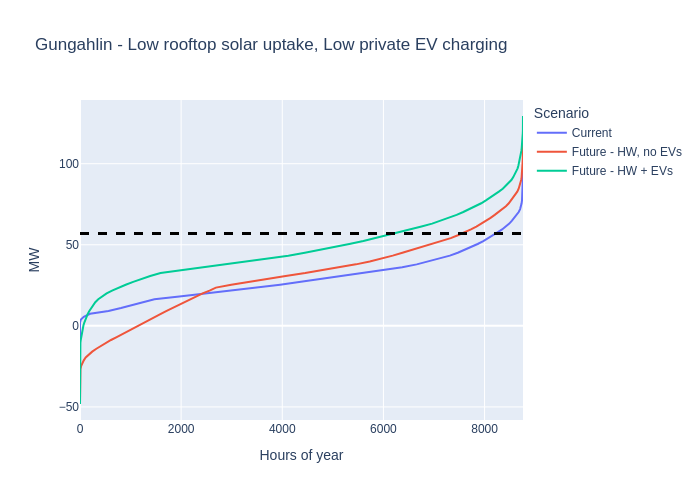 Gungahlin - Low rooftop solar uptake, Low private EV charging
Scenario
Current
Future - HW, no EVs
Future - HW + EVs
100
50
0
−50
MW
0
2000
4000
6000
8000
Hours of year